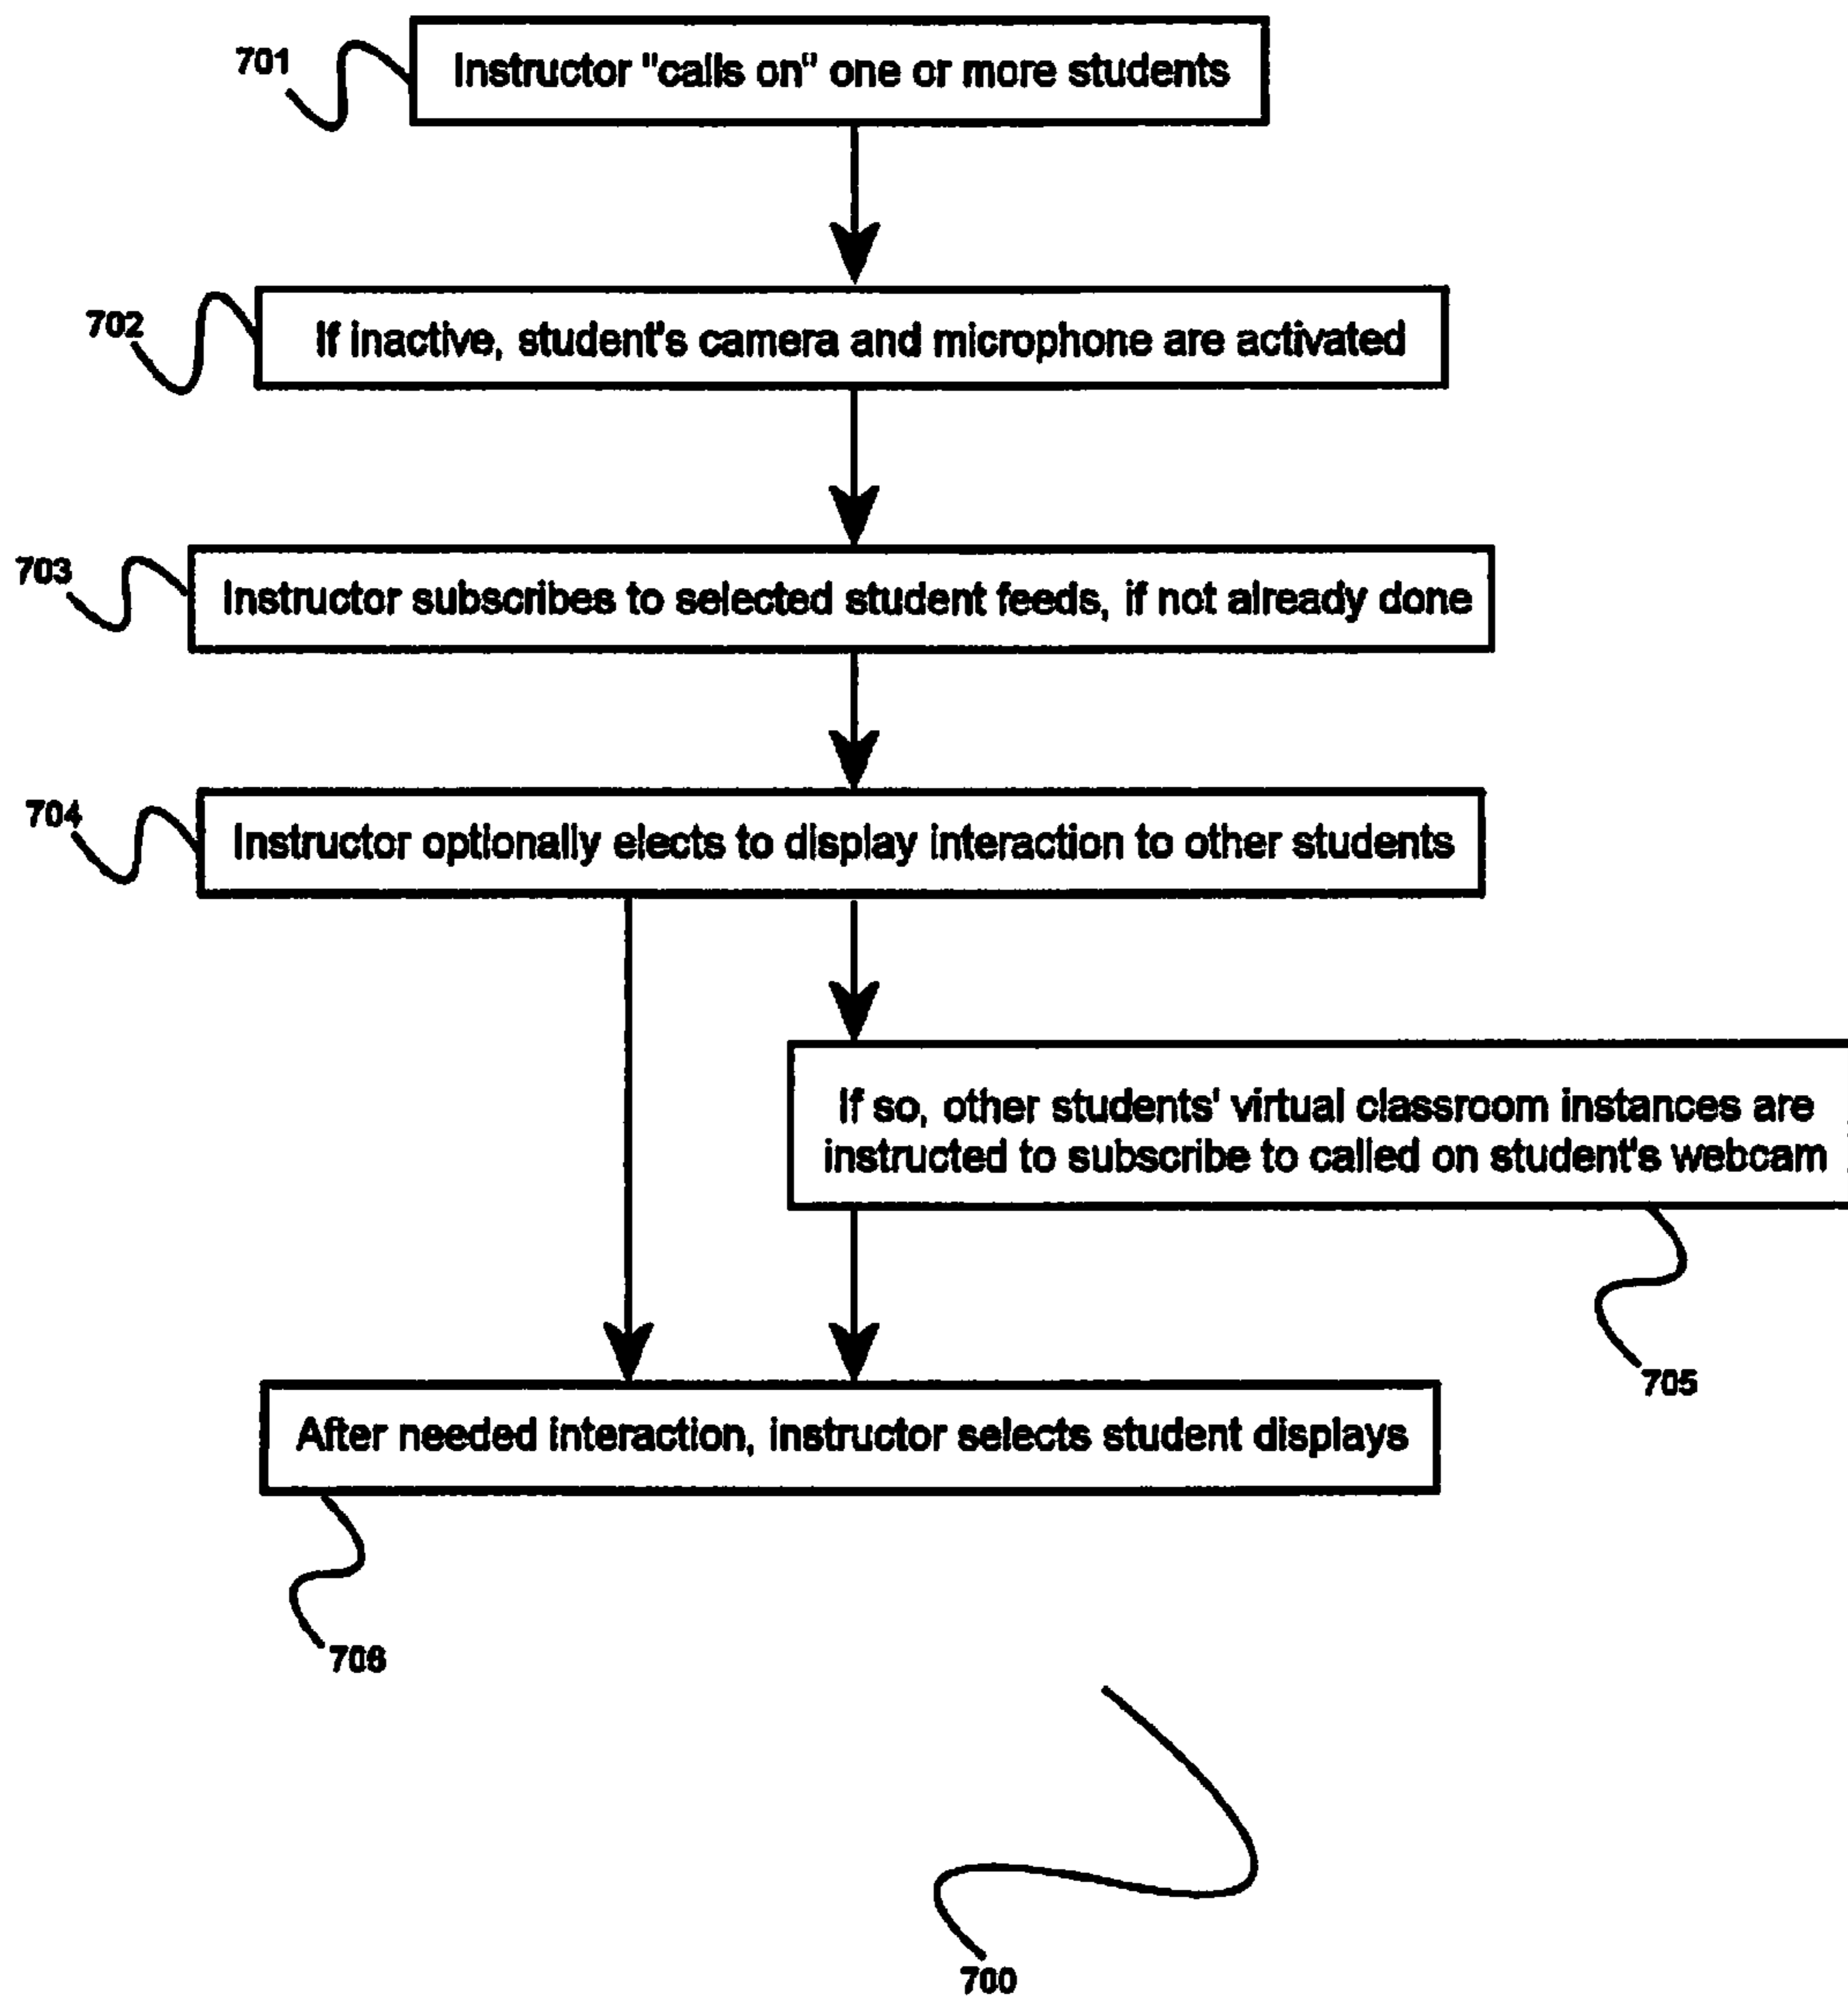 701
Instructor "calls on" one or more students
702
If inactive, student's camera and microphone are activated
703
Instructor subscribes to selected student feeds, if not already done
704
Instructor optionally elects to display interaction to other students
If so, other students' virtual classroom instances are
instructed to subscribe to called on student's webcam
705
After needed interaction, instructor selects student displays
706
700